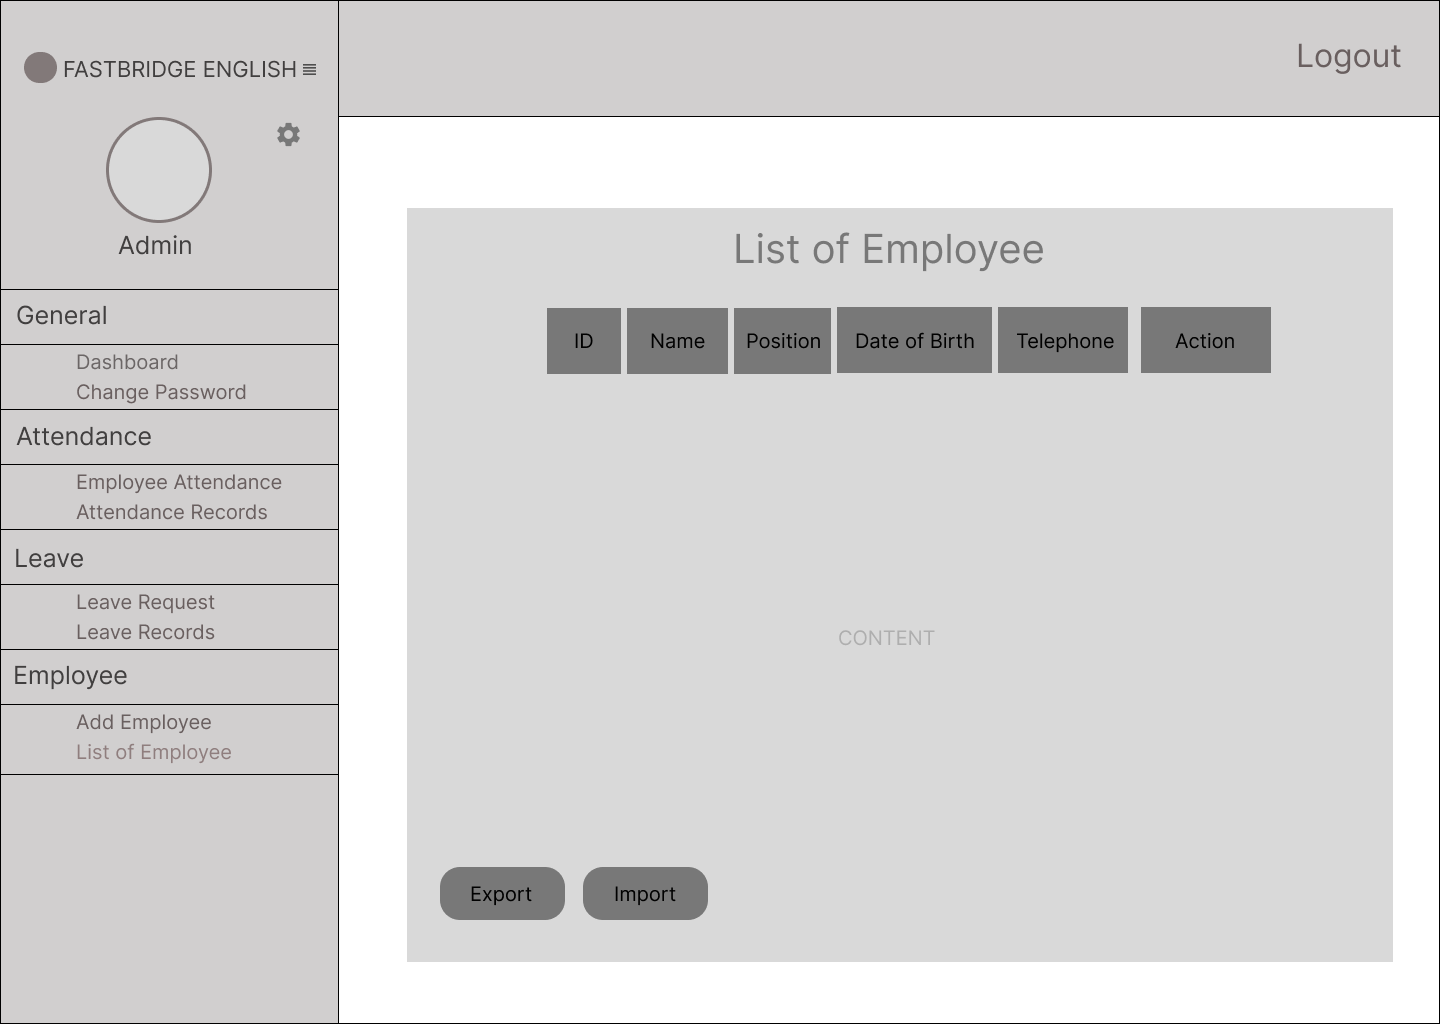 FASTBRIDGE ENGLISH
Logout
Admin
General
Dashboard
Change Password
Attendance
Employee Attendance
Attendance Records
Leave
Leave Request
Leave Records
Employee
Add Employee
List of Employee
List of Employee
ID Name Position Date of Birth Telephone Action
CONTENT
Export Import